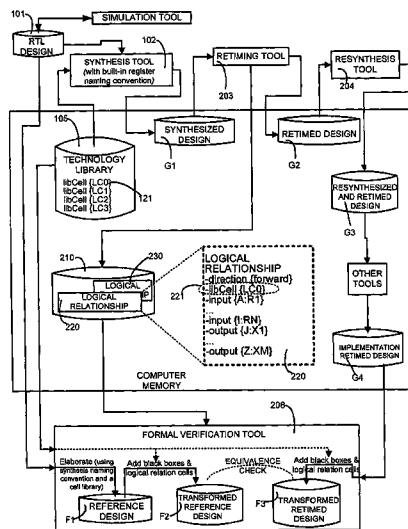 101
SIMULATION TOOL
RTL
DESIGN
102
SYNTHESIS TOOL
(with built-in register
naming convention)
RETIMING TOOL
203
RESYNTHESIS
TOOL
204
SYNTHESIZED
DESIGN
G1
RETIMED
DESIGN
G2
105
TECHNOLOGY
LIBRARY
libCell {LC0}
libCell {LC1}
libCell {LC2}
libCell {LC3}
121
RESYNTHESIZED
AND RETIMED
DESIGN
G3
210
230
LOGICAL
LOGICAL
RELATIONSHIP
220
LOGICAL
RELATIONSHIP
-direction {forward}
221
-libCell {LC0}
-input {A:R1}
...
-input {I:RN}
-output {J:X1}
...
-output {Z:XM}
220
OTHER
TOOLS
IMPLEMENTATION
RETIMED DESIGN
G4
COMPUTER
MEMORY
206
FORMAL VERIFICATION TOOL
Elaborate (using
synthesis naming
convention and a
cell library)
Add black boxes &
logical relation cells
EQUIVALENCE
CHECK
Add black boxes &
logical relation cells
REFERENCE
DESIGN
F1
TRANSFORMED
REFERENCE
DESIGN
F2
TRANSFORMED
RETIMED
DESIGN
F3